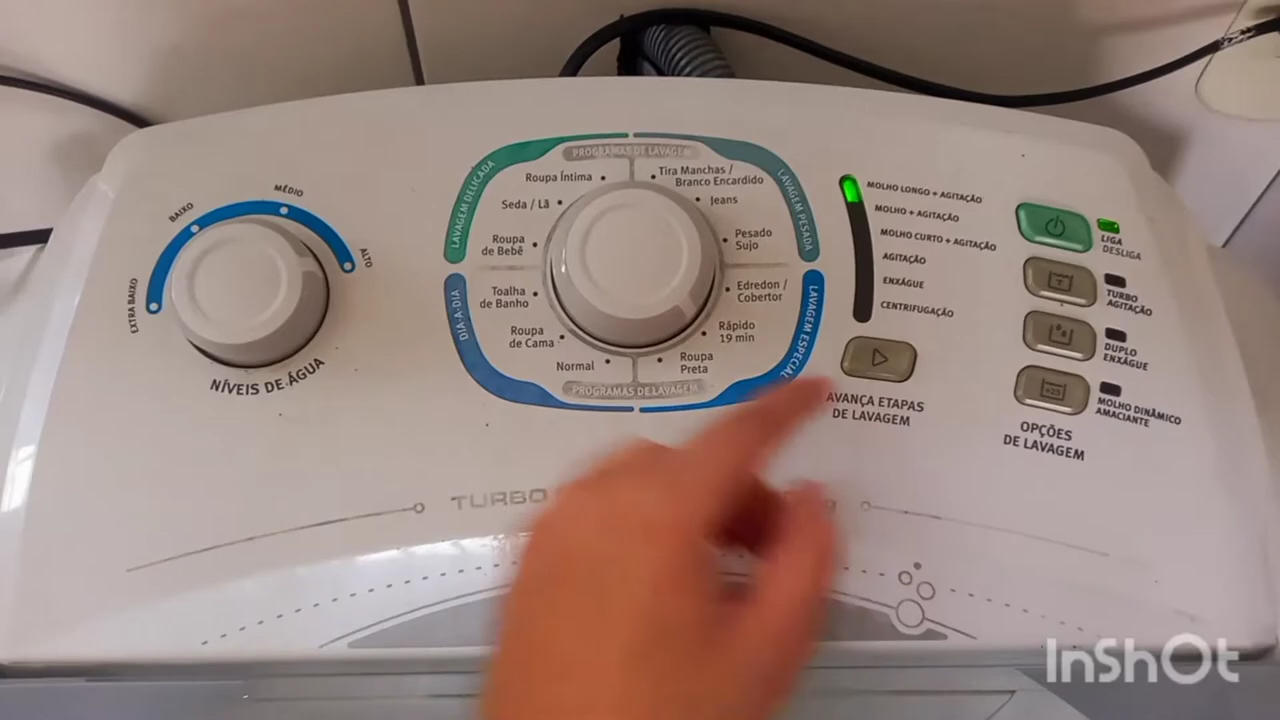 PROGRAMAS DE LAVAGEM
LAVAGEM DELICADA
Roupa Íntima
Seda / Lã
Roupa
de Bebê
LAVAGEM PESADA
Tira Manchas /
Branco Encardido
Jeans
Pesado
Sujo
DIA-A-DIA
Toalha
de Banho
Roupa
de Cama
Normal
LAVAGEM ESPECIAL
Edredon /
Cobertor
Rápido
19 min
Roupa
Preta
PROGRAMAS DE LAVAGEM
EXTRA BAIXO
BAIXO
MÉDIO
ALTO
NÍVEIS DE ÁGUA
MOLHO LONGO + AGITAÇÃO
MOLHO + AGITAÇÃO
MOLHO CURTO + AGITAÇÃO
AGITAÇÃO
ENXÁGUE
CENTRIFUGAÇÃO
AVANÇA ETAPAS
DE LAVAGEM
LIGA
DESLIGA
TURBO
AGITAÇÃO
DUPLO
ENXÁGUE
+25
MOLHO DINÂMICO
AMACIANTE
OPÇÕES
DE LAVAGEM
TURBO
InShOt